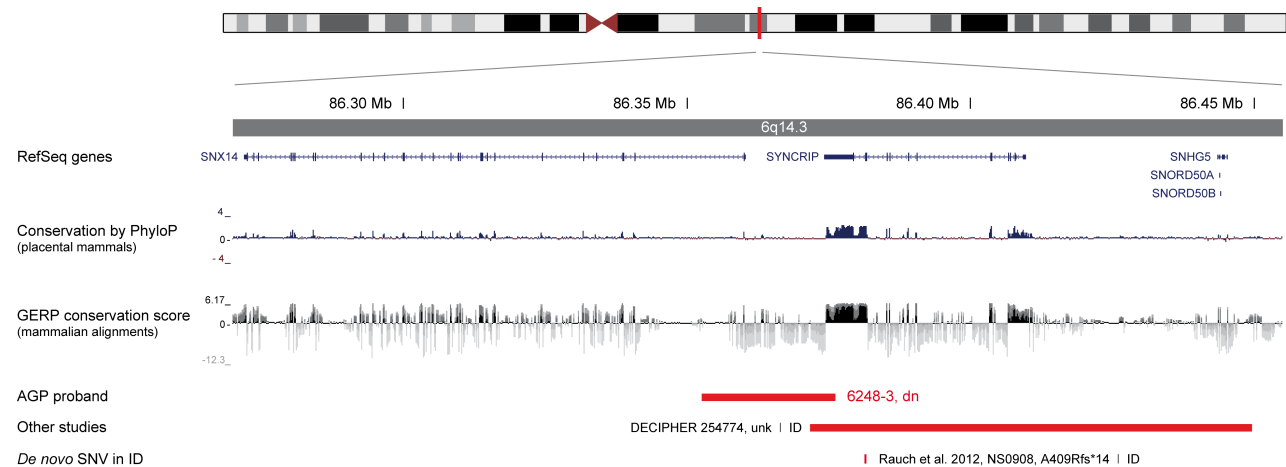 86.30 Mb 86.35 Mb 86.40 Mb 86.45 Mb
6q14.3
RefSeq genes SNX14 SYNCRIP SNHG5
SNORD50A
SNORD50B
4
Conservation by PhyloP
(placental mammals)
0
- 4
6.17
GERP conservation score
(mammalian alignments)
0
-12.3
AGP proband 6248-3, dn
Other studies DECIPHER 254774, unk | ID
De novo SNV in ID Rauch et al. 2012, NS0908, A409Rfs*14 | ID